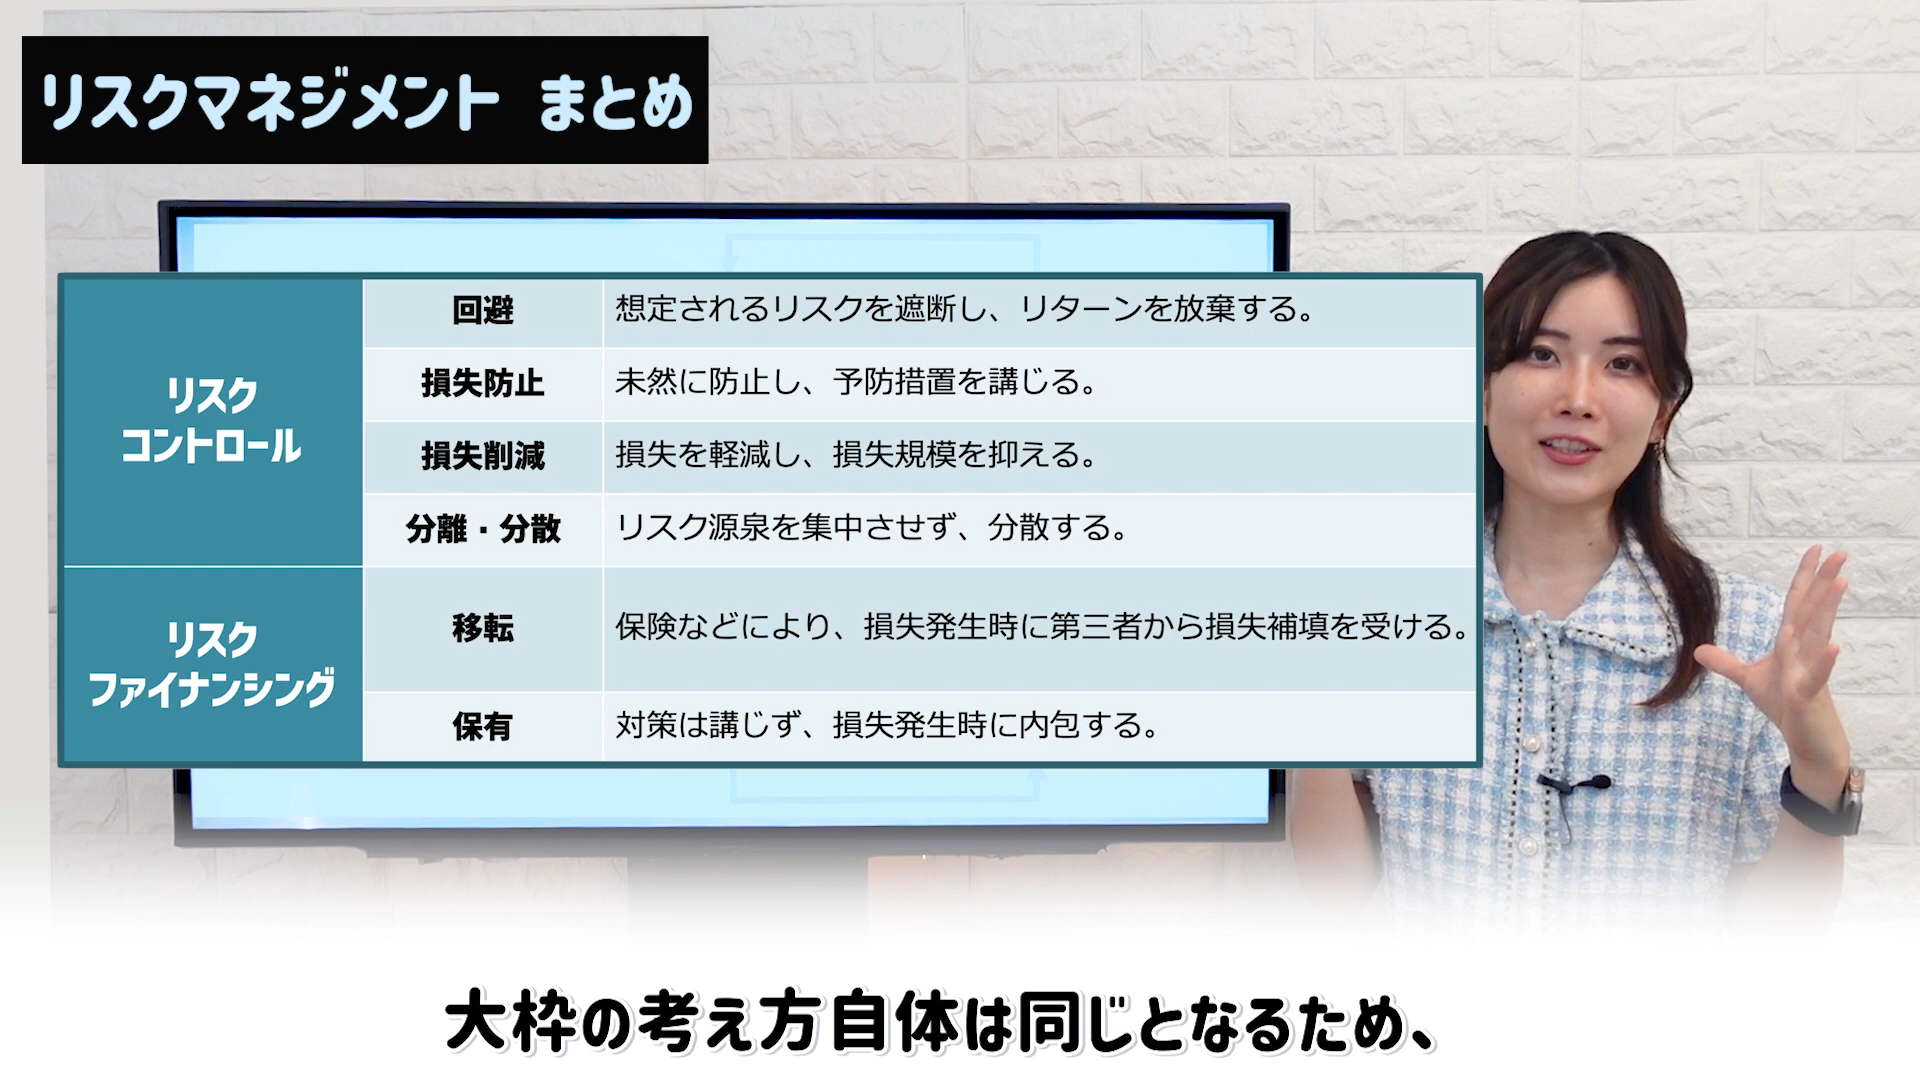 リスクマネジメント まとめ
リスク
コントロール
回避
想定されるリスクを遮断し、リターンを放棄する。
損失防止
未然に防止し、予防措置を講じる。
損失削減
損失を軽減し、損失規模を抑える。
分離・分散
リスク源泉を集中させず、分散する。
リスク
ファイナンシング
移転
保険などにより、損失発生時に第三者から損失補填を受ける。
保有
対策は講じず、損失発生時に内包する。
大枠の考え方自体は同じとなるため、